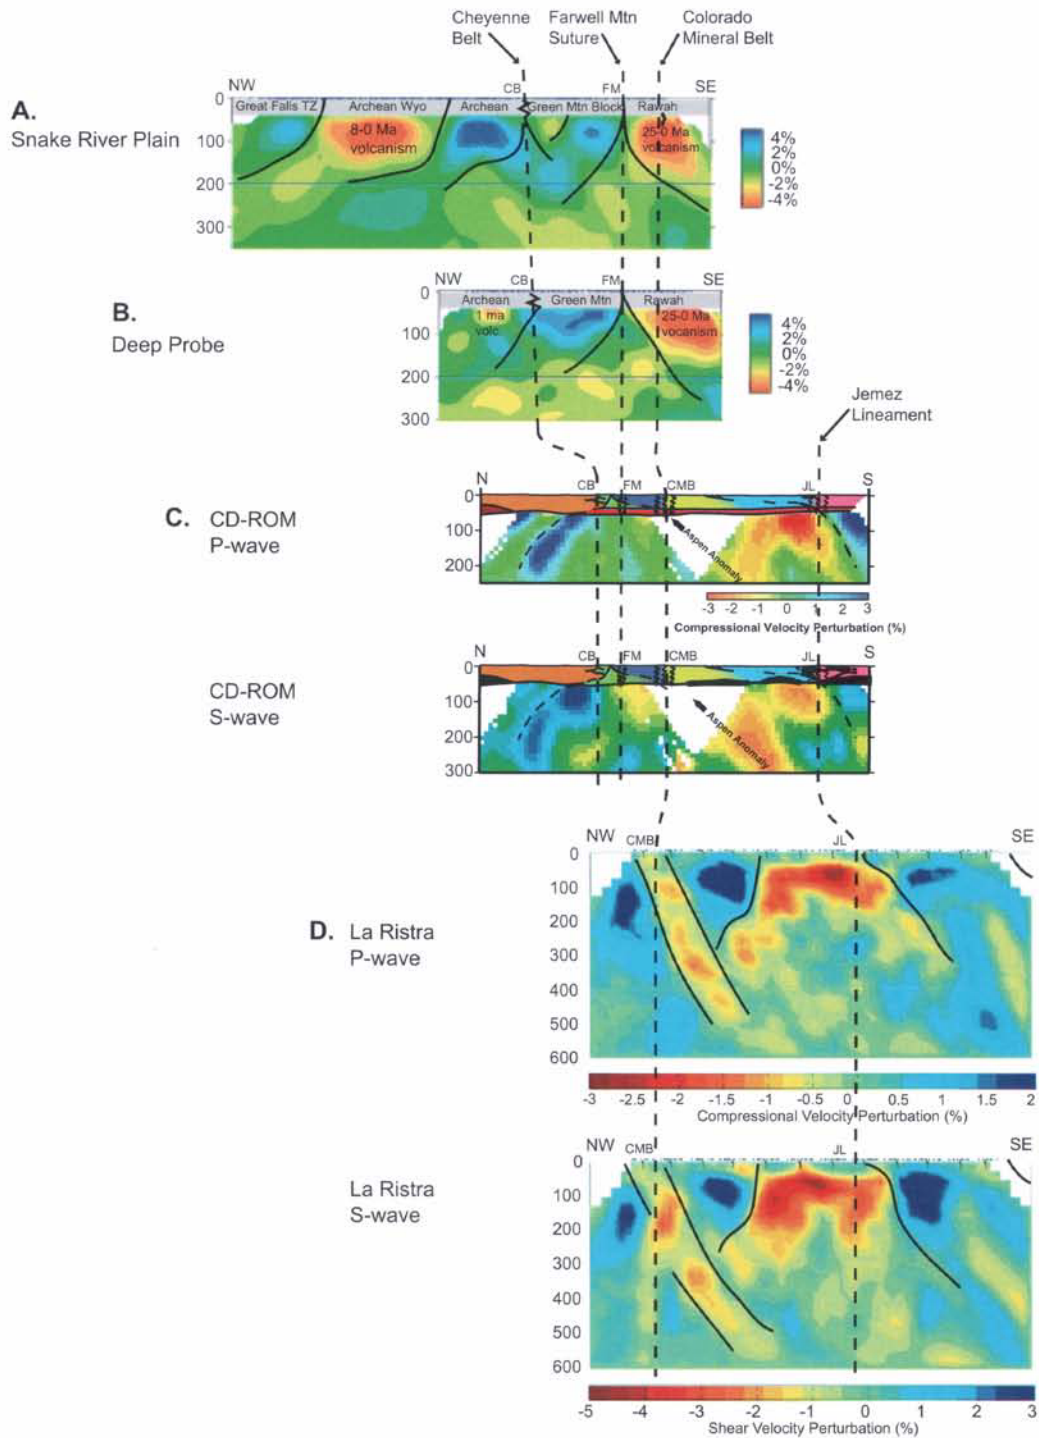 Cheyenne
Belt
Farwell Mtn
Suture
Colorado
Mineral Belt
A.
Snake River Plain
NW
CB
FM
SE
Great Falls TZ
Archean Wyo
Archean
Green Mtn Block
Rawah
8-0 Ma
volcanism
25-0 Ma
volcanism
0
100
200
300
4%
2%
0%
-2%
-4%
B.
Deep Probe
NW
CB
FM
SE
Archean
Green Mtn
Rawah
1 ma
volc.
25-0 Ma
vocanism
0
100
200
300
4%
2%
0%
-2%
-4%
Jemez
Lineament
C.
CD-ROM
P-wave
N
CB
FM
CMB
JL
S
0
100
200
Aspen Anomaly
-3 -2 -1 0 1 2 3
Compressional Velocity Perturbation (%)
CD-ROM
S-wave
N
CB
FM
CMB
JL
S
0
100
200
300
Aspen Anomaly
D.
La Ristra
P-wave
NW
CMB
JL
SE
0
100
200
300
400
500
600
-3 -2.5 -2 -1.5 -1 -0.5 0 0.5 1 1.5 2
Compressional Velocity Perturbation (%)
La Ristra
S-wave
NW
CMB
JL
SE
0
100
200
300
400
500
600
-5 -4 -3 -2 -1 0 1 2 3
Shear Velocity Perturbation (%)